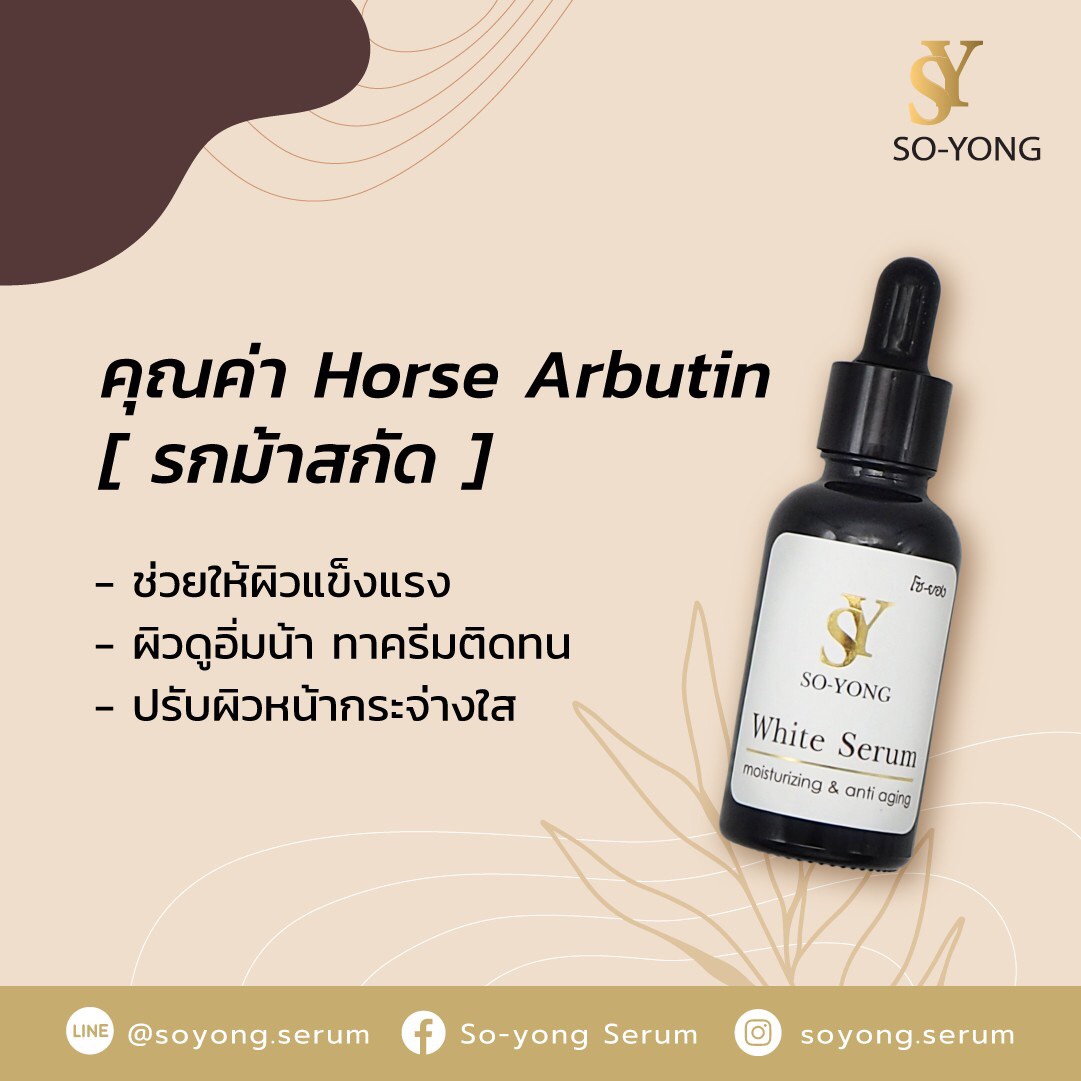 SY
SO-YONG
คุณค่า Horse Arbutin
[ รกม้าสกัด ]
- ช่วยให้ผิวแข็งแรง
- ผิวดูอิ่มน้ำ ทาครีมติดทน
- ปรับผิวหน้ากระจ่างใส
โซ-ยอง
SY
SO-YONG
White Serum
moisturizing & anti aging
LINE @soyong.serum So-yong Serum soyong.serum